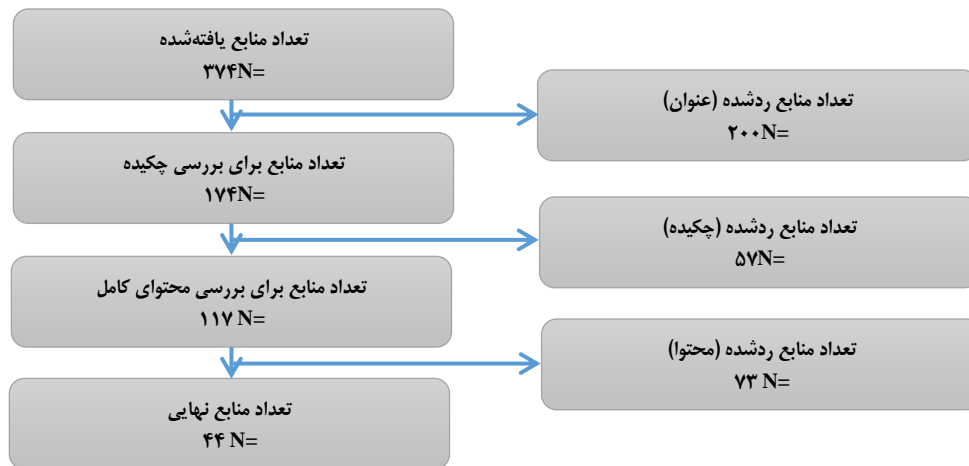 تعداد منابع یافته‌شده
۳۷۴N=
تعداد منابع ردشده (عنوان)
۲۰۰N=
تعداد منابع برای بررسی چکیده
۱۷۴N=
تعداد منابع ردشده (چکیده)
۵۷N=
تعداد منابع برای بررسی محتوای کامل
۱۱۷ N=
تعداد منابع ردشده (محتوا)
۷۳ N=
تعداد منابع نهایی
۴۴ N=